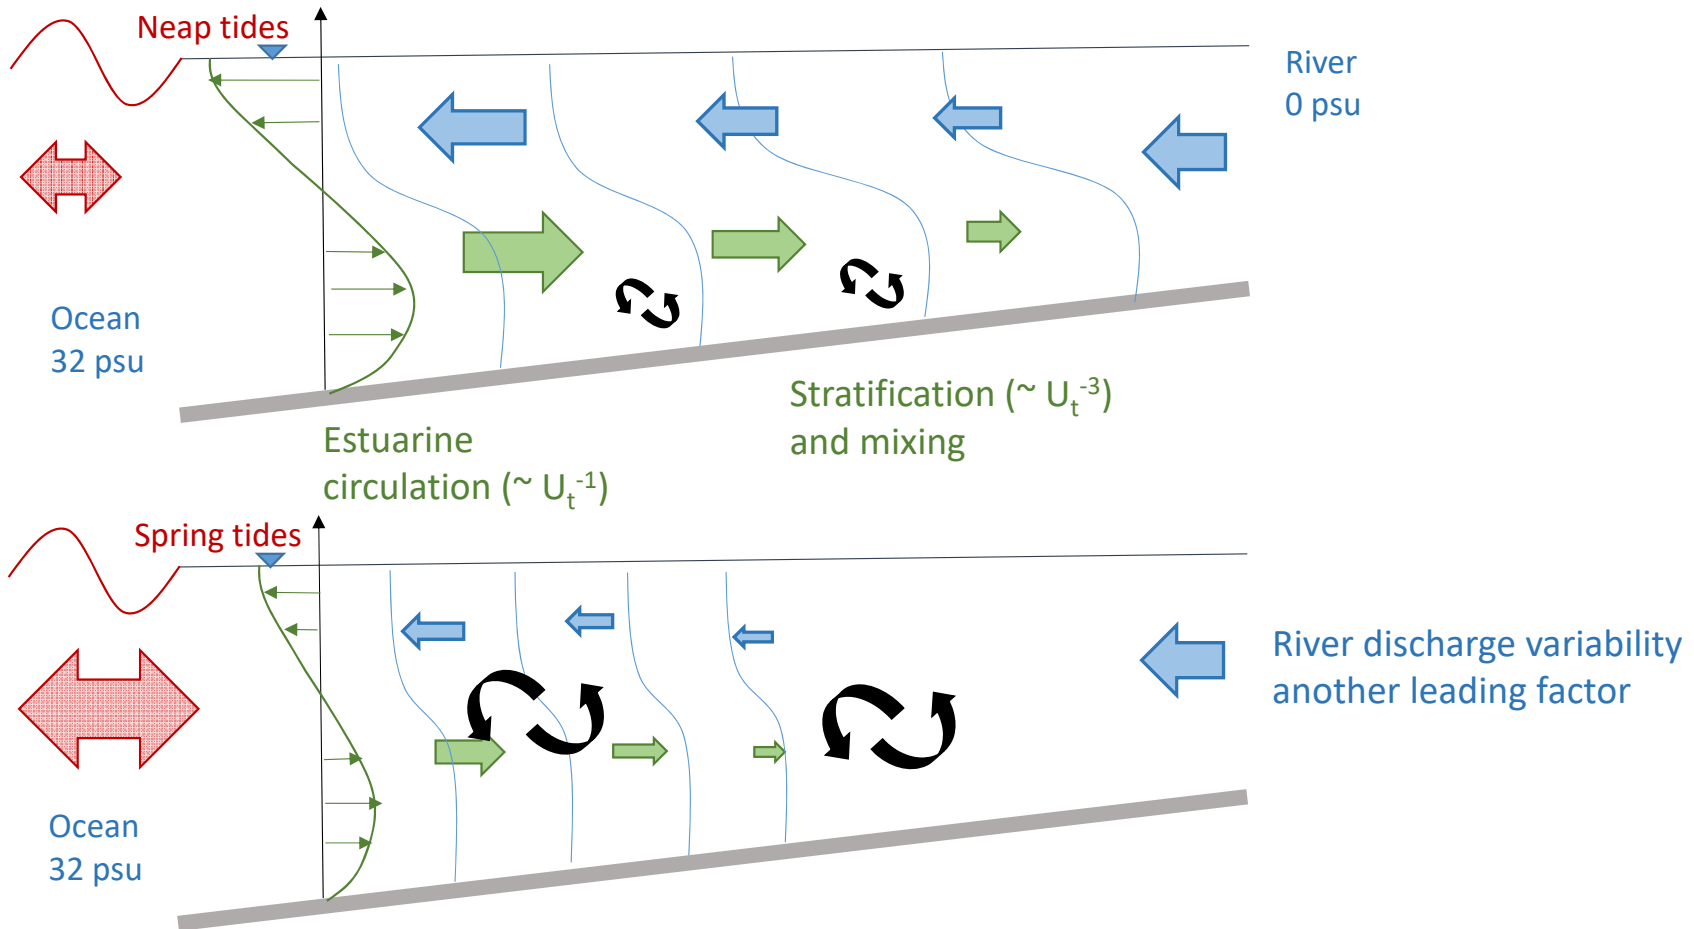 Neap tides
River
0 psu
Ocean
32 psu
Stratification (~ Uₜ⁻³)
and mixing
Estuarine
circulation (~ Uₜ⁻¹)
Spring tides
River discharge variability
another leading factor
Ocean
32 psu